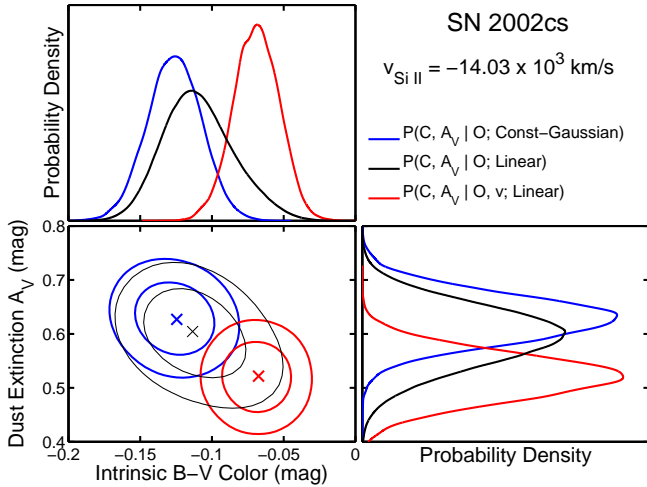 SN 2002cs
v_Si II = −14.03 x 10^3 km/s
P(C, A_V | O; Const−Gaussian)
P(C, A_V | O; Linear)
P(C, A_V | O, v; Linear)
Probability Density
Dust Extinction A_V (mag)
0.8
0.7
0.6
0.5
0.4
−0.2 −0.15 −0.1 −0.05 0
Intrinsic B−V Color (mag)
Probability Density